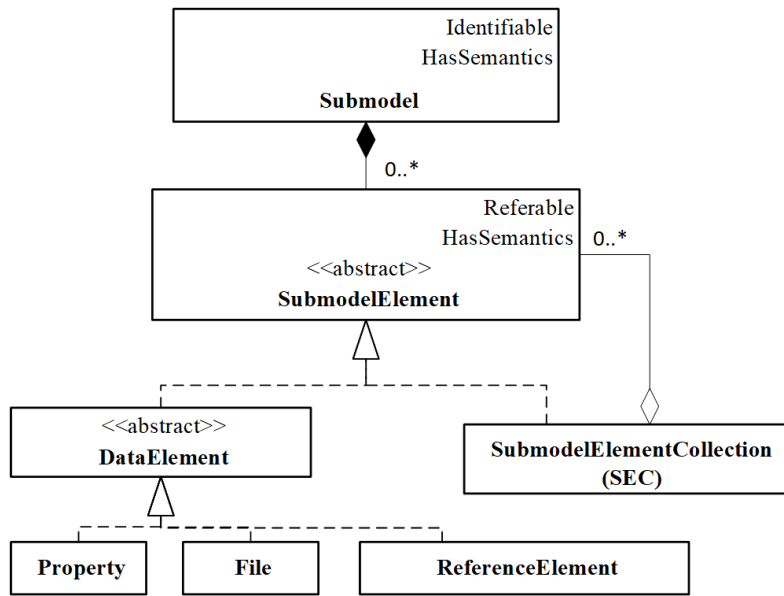 Identifiable
HasSemantics
Submodel
0..*
Referable
HasSemantics
0..*
<<abstract>>
SubmodelElement
<<abstract>>
DataElement
SubmodelElementCollection
(SEC)
Property
File
ReferenceElement